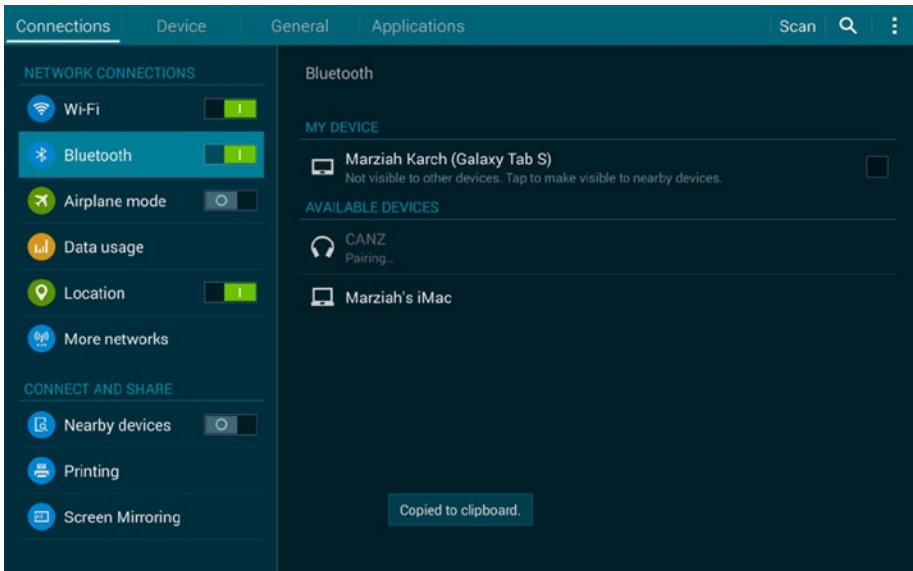 Connections Device General Applications Scan
NETWORK CONNECTIONS
Wi-Fi
Bluetooth
Airplane mode
Data usage
Location
More networks
CONNECT AND SHARE
Nearby devices
Printing
Screen Mirroring
Bluetooth
MY DEVICE
Marziah Karch (Galaxy Tab S)
Not visible to other devices. Tap to make visible to nearby devices.
AVAILABLE DEVICES
CANZ
Pairing...
Marziah's iMac
Copied to clipboard.